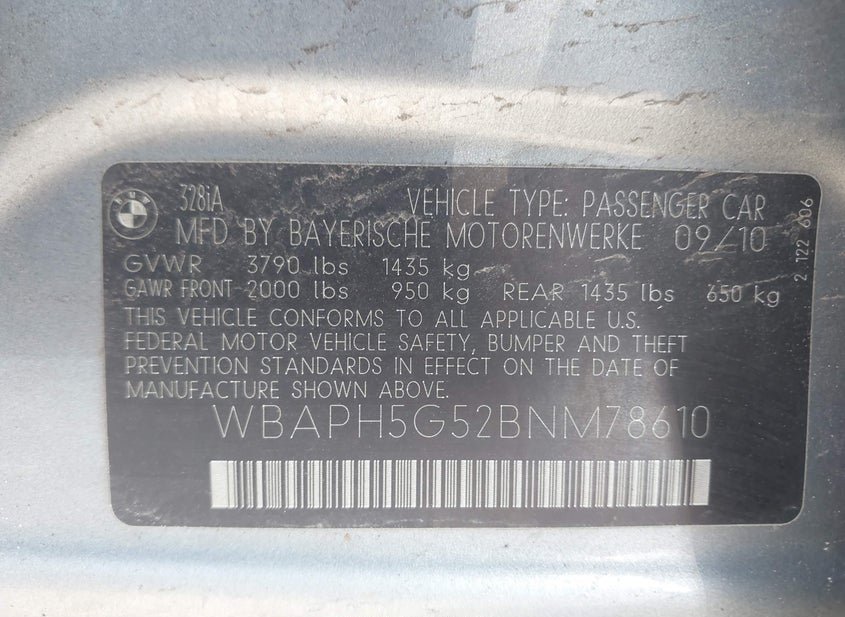 BMW
328iA
VEHICLE TYPE: PASSENGER CAR
MFD BY BAYERISCHE MOTORENWERKE 09/10
GVWR 3790 lbs 1435 kg
GAWR FRONT 2000 lbs 950 kg REAR 1435 lbs 650 kg
THIS VEHICLE CONFORMS TO ALL APPLICABLE U.S.
FEDERAL MOTOR VEHICLE SAFETY, BUMPER AND THEFT
PREVENTION STANDARDS IN EFFECT ON THE DATE OF
MANUFACTURE SHOWN ABOVE.
WBAPH5G52BNM78610
2 122 606